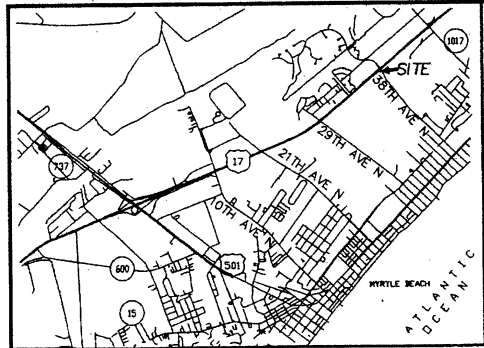 1017
SITE
38TH AVE N
29TH AVE N
737
17
21TH AVE N
10TH AVE N
600
501
MYRTLE BEACH
15
ATLANTIC
OCEAN